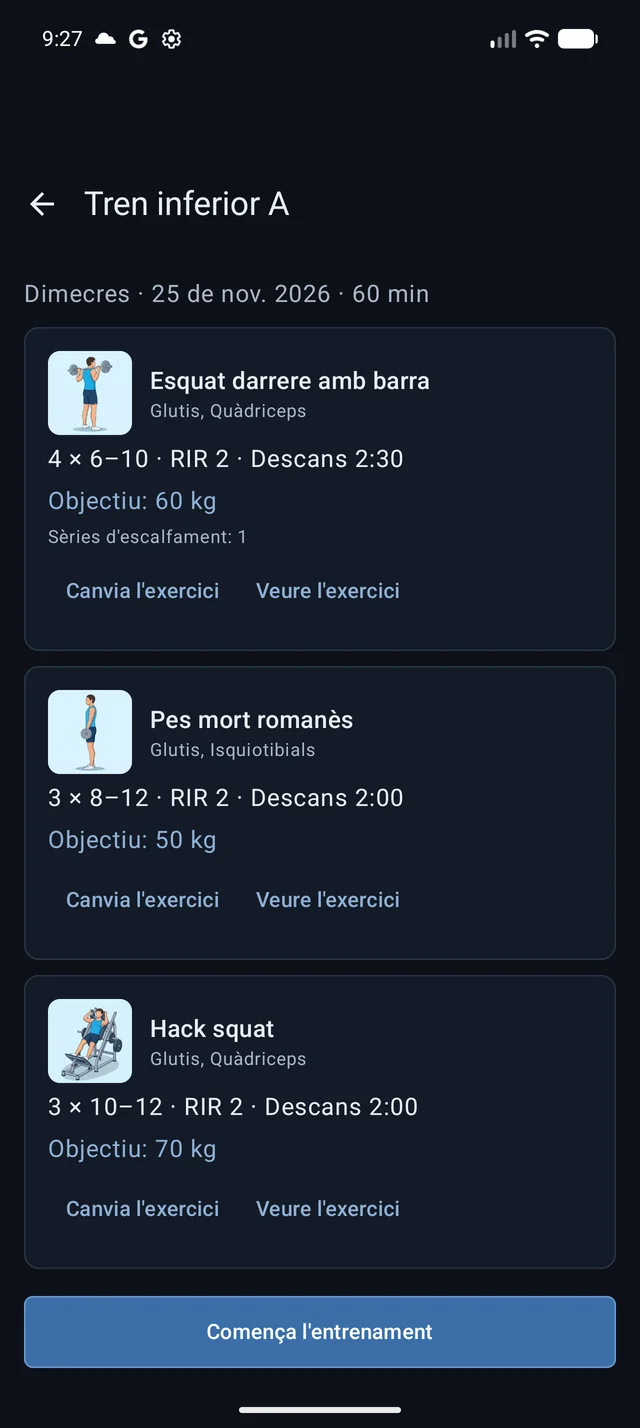 9:27
Tren inferior A
Dimecres · 25 de nov. 2026 · 60 min
Esquat darrere amb barra
Glutis, Quàdriceps
4 × 6–10 · RIR 2 · Descans 2:30
Objectiu: 60 kg
Sèries d'escalfament: 1
Canvia l'exercici Veure l'exercici
Pes mort romanès
Glutis, Isquiotibials
3 × 8–12 · RIR 2 · Descans 2:00
Objectiu: 50 kg
Canvia l'exercici Veure l'exercici
Hack squat
Glutis, Quàdriceps
3 × 10–12 · RIR 2 · Descans 2:00
Objectiu: 70 kg
Canvia l'exercici Veure l'exercici
Comença l'entrenament